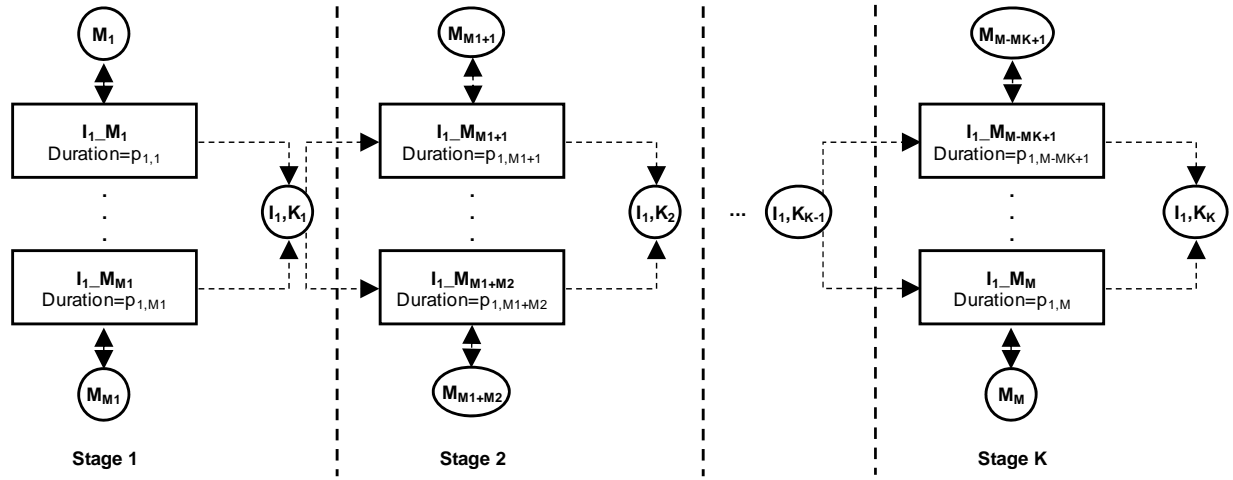 M₁
M_M1+1
M_M-MK+1
I₁_M₁
Duration=p₁,₁
I₁_M_M1+1
Duration=p₁,M1+1
I₁_M_M-MK+1
Duration=p₁,M-MK+1
.
.
.
.
.
.
.
.
.
I₁,K₁
I₁,K₂
...
I₁,K_K-1
I₁,K_K
I₁_M_M1
Duration=p₁,M1
I₁_M_M1+M2
Duration=p₁,M1+M2
I₁_M_M
Duration=p₁,M
M_M1
M_M1+M2
M_M
Stage 1
Stage 2
Stage K